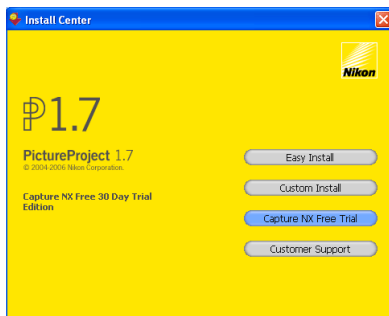 Install Center
Nikon
P1.7
PictureProject 1.7
© 2004-2006 Nikon Corporation.
Capture NX Free 30 Day Trial
Edition
Easy Install
Custom Install
Capture NX Free Trial
Customer Support